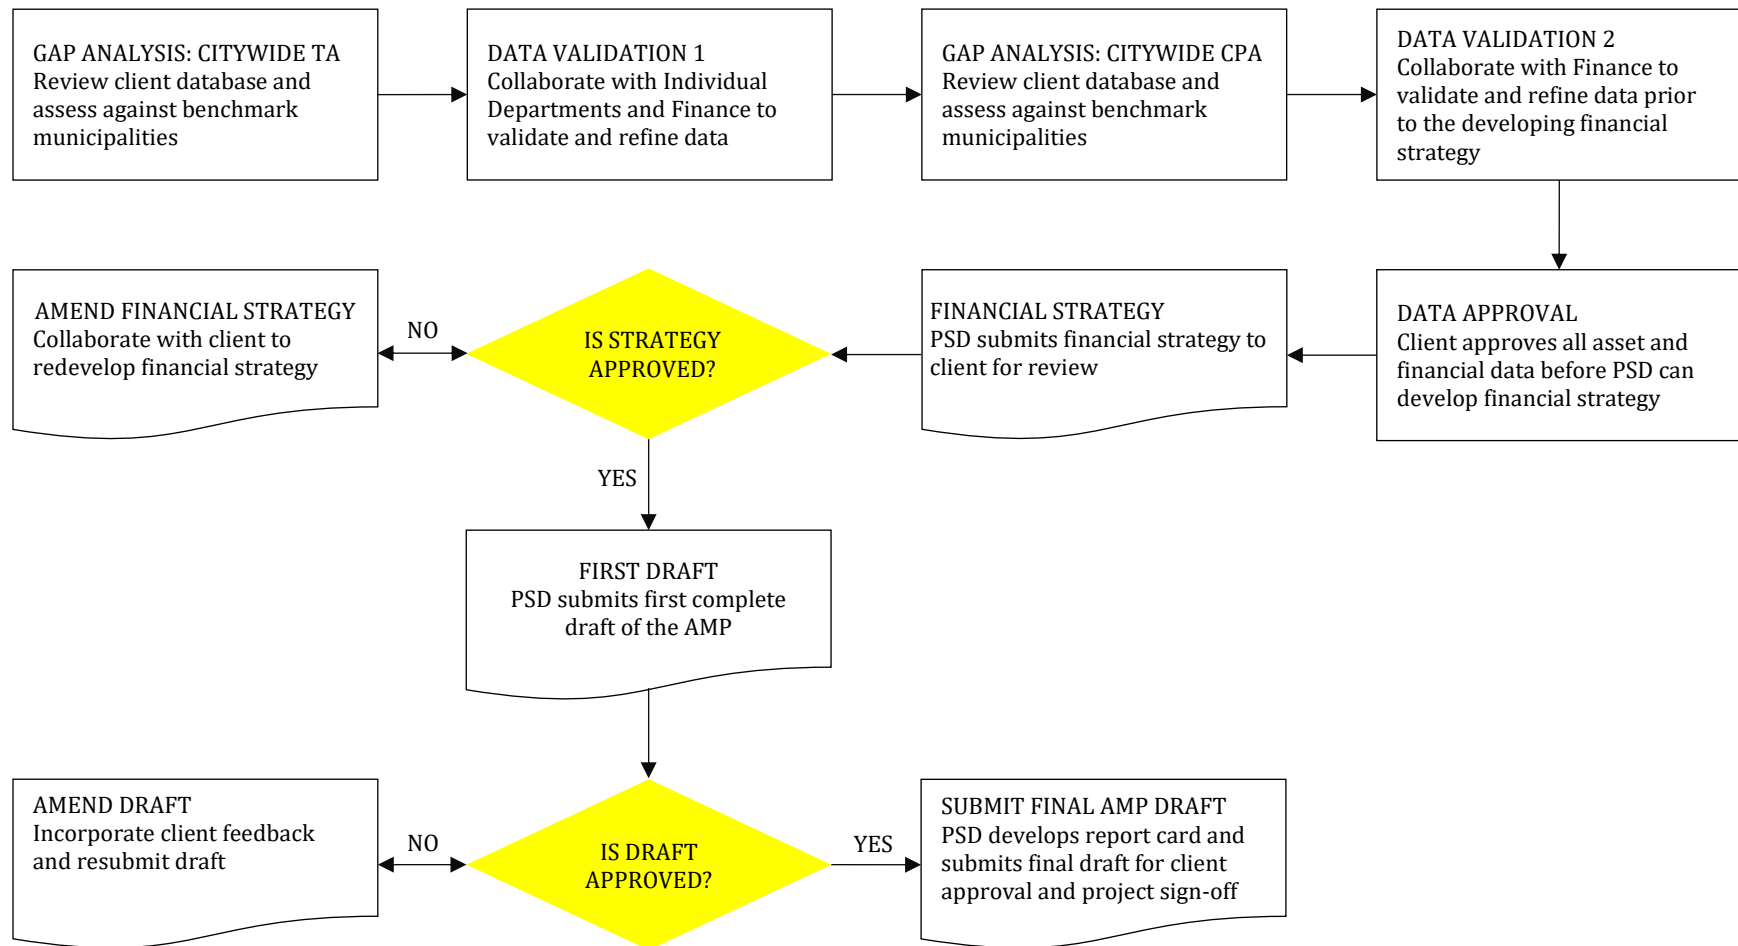 GAP ANALYSIS: CITYWIDE TA
Review client database and
assess against benchmark
municipalities
DATA VALIDATION 1
Collaborate with Individual
Departments and Finance to
validate and refine data
GAP ANALYSIS: CITYWIDE CPA
Review client database and
assess against benchmark
municipalities
DATA VALIDATION 2
Collaborate with Finance to
validate and refine data prior
to the developing financial
strategy
DATA APPROVAL
Client approves all asset and
financial data before PSD can
develop financial strategy
FINANCIAL STRATEGY
PSD submits financial strategy to
client for review
IS STRATEGY
APPROVED?
NO
AMEND FINANCIAL STRATEGY
Collaborate with client to
redevelop financial strategy
YES
FIRST DRAFT
PSD submits first complete
draft of the AMP
IS DRAFT
APPROVED?
NO
AMEND DRAFT
Incorporate client feedback
and resubmit draft
YES
SUBMIT FINAL AMP DRAFT
PSD develops report card and
submits final draft for client
approval and project sign-off